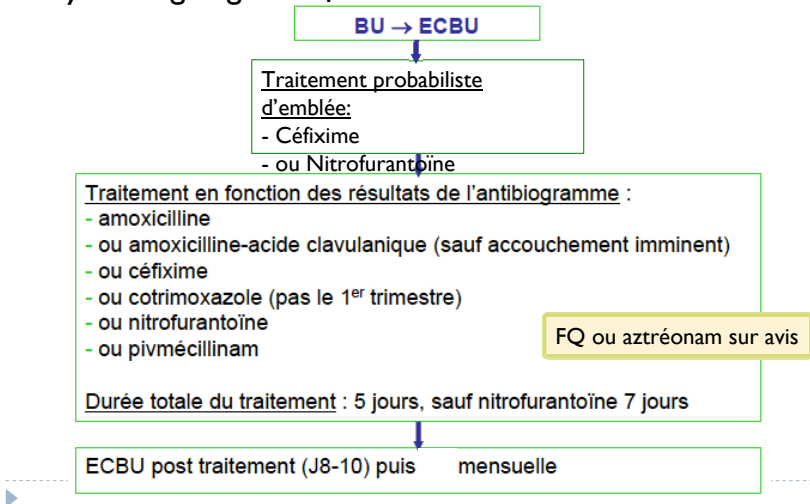 BU → ECBU
Traitement probabiliste
d'emblée:
- Céfixime
- ou Nitrofurantoïne
Traitement en fonction des résultats de l'antibiogramme :
- amoxicilline
- ou amoxicilline-acide clavulanique (sauf accouchement imminent)
- ou céfixime
- ou cotrimoxazole (pas le 1er trimestre)
- ou nitrofurantoïne
- ou pivmécillinam
FQ ou aztréonam sur avis
Durée totale du traitement : 5 jours, sauf nitrofurantoïne 7 jours
ECBU post traitement (J8-10) puis mensuelle